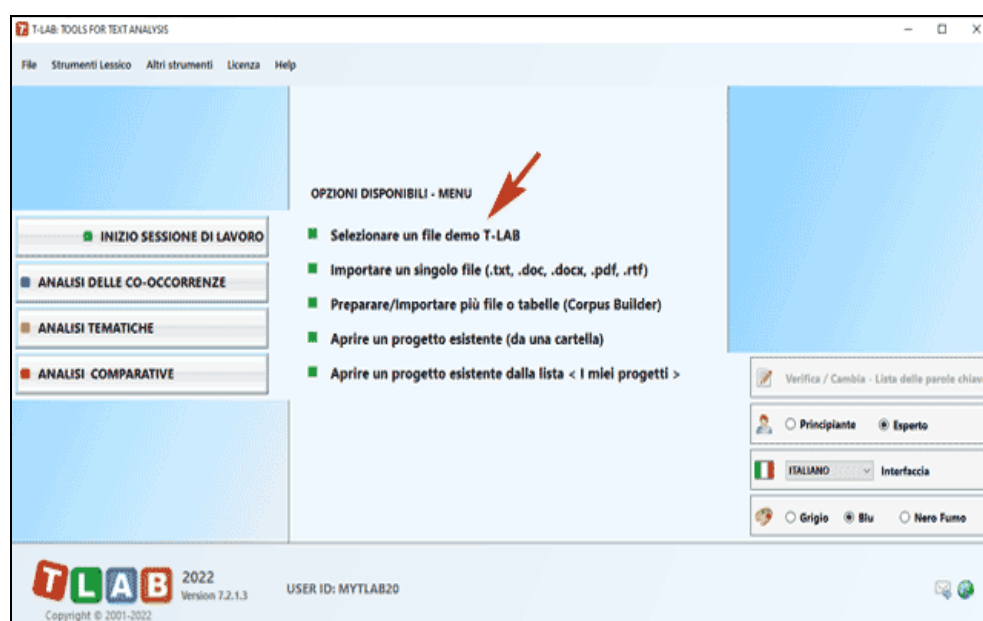 T-LAB: TOOLS FOR TEXT ANALYSIS
File Strumenti Lessico Altri strumenti Licenza Help
OPZIONI DISPONIBILI - MENU
Selezionare un file demo T-LAB
Importare un singolo file (.txt, .doc, .docx, .pdf, .rtf)
Preparare/Importare più file o tabelle (Corpus Builder)
Aprire un progetto esistente (da una cartella)
Aprire un progetto esistente dalla lista < I miei progetti >
INIZIO SESSIONE DI LAVORO
ANALISI DELLE CO-OCCORRENZE
ANALISI TEMATICHE
ANALISI COMPARATIVE
Verifica / Cambia - Lista delle parole chiav
Principiante Esperto
ITALIANO Interfaccia
Grigio Blu Nero Fumo
T LAB
2022
Version 7.2.1.3
Copyright © 2001-2022
USER ID: MYTLAB20